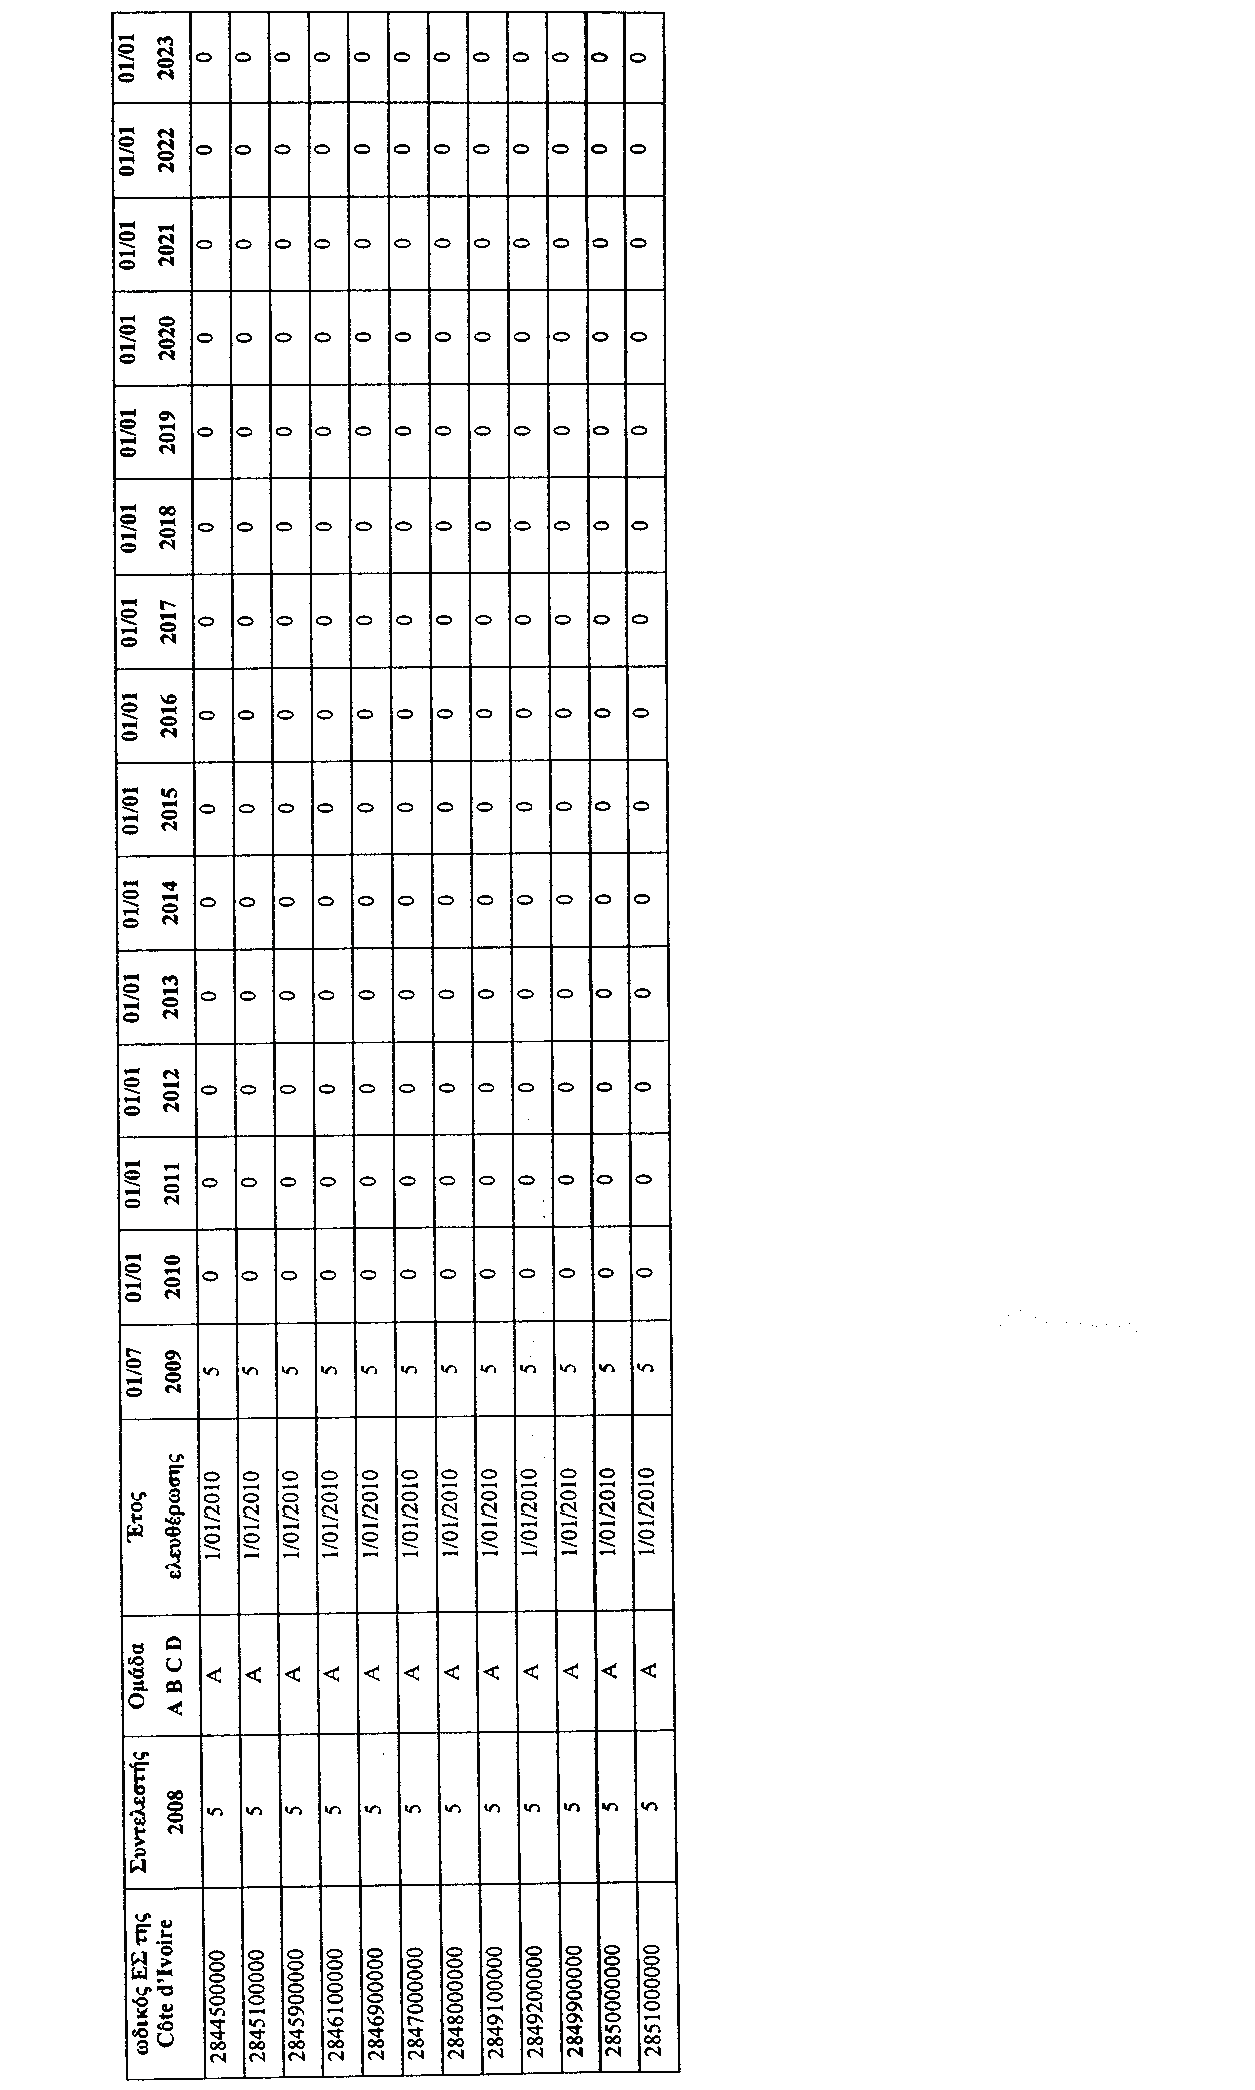 ωδικός ΕΣ της Συντελεστής Ομάδα Έτος 01/07 01/01 01/01 01/01 01/01 01/01 01/01 01/01 01/01 01/01 01/01 01/01 01/01 01/01 01/01
Côte d'Ivoire 2008 A B C D ελευθέρωσης 2009 2010 2011 2012 2013 2014 2015 2016 2017 2018 2019 2020 2021 2022 2023
2844500000 5 A 1/01/2010 5 0 0 0 0 0 0 0 0 0 0 0 0 0 0
2845100000 5 A 1/01/2010 5 0 0 0 0 0 0 0 0 0 0 0 0 0 0
2845900000 5 A 1/01/2010 5 0 0 0 0 0 0 0 0 0 0 0 0 0 0
2846100000 5 A 1/01/2010 5 0 0 0 0 0 0 0 0 0 0 0 0 0 0
2846900000 5 A 1/01/2010 5 0 0 0 0 0 0 0 0 0 0 0 0 0 0
2847000000 5 A 1/01/2010 5 0 0 0 0 0 0 0 0 0 0 0 0 0 0
2848000000 5 A 1/01/2010 5 0 0 0 0 0 0 0 0 0 0 0 0 0 0
2849100000 5 A 1/01/2010 5 0 0 0 0 0 0 0 0 0 0 0 0 0 0
2849200000 5 A 1/01/2010 5 0 0 0 0 0 0 0 0 0 0 0 0 0 0
2849900000 5 A 1/01/2010 5 0 0 0 0 0 0 0 0 0 0 0 0 0 0
2850000000 5 A 1/01/2010 5 0 0 0 0 0 0 0 0 0 0 0 0 0 0
2851000000 5 A 1/01/2010 5 0 0 0 0 0 0 0 0 0 0 0 0 0 0